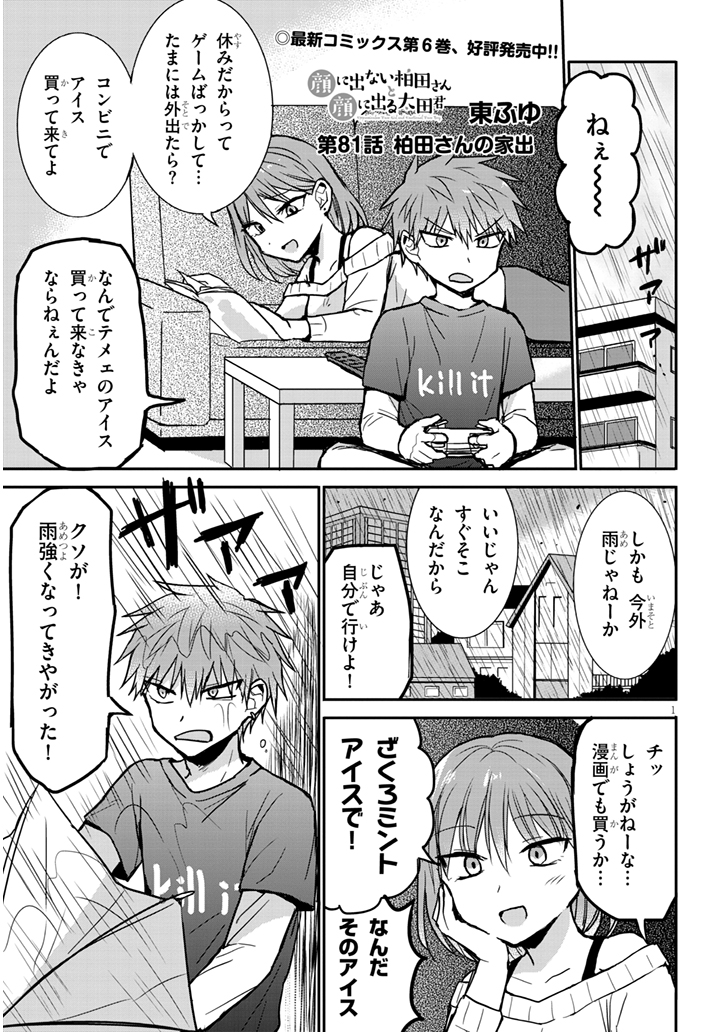 ねぇ〜〜
ザァァ
◎最新コミックス第6巻、好評発売中!!
顔に出ない柏田さん
と
顔に出る太田君
東ふゆ
第81話 柏田さんの家出
休みだからって
ゲームばっかして…
たまには外出たら?
コンビニで
アイス
買って来てよ
なんでテメェのアイス
買って来なきゃ
ならねぇんだよ
kill it
しかも 今外
雨じゃねーか
いいじゃん
すぐそこ
なんだから
じゃあ
自分で行けよ!
1
チッ
しょうがねーな…
漫画でも買うか…
ざくろミント
アイスで!
なんだ
そのアイス
ザァァ
クソが!
雨強くなってきやがった!
kill it